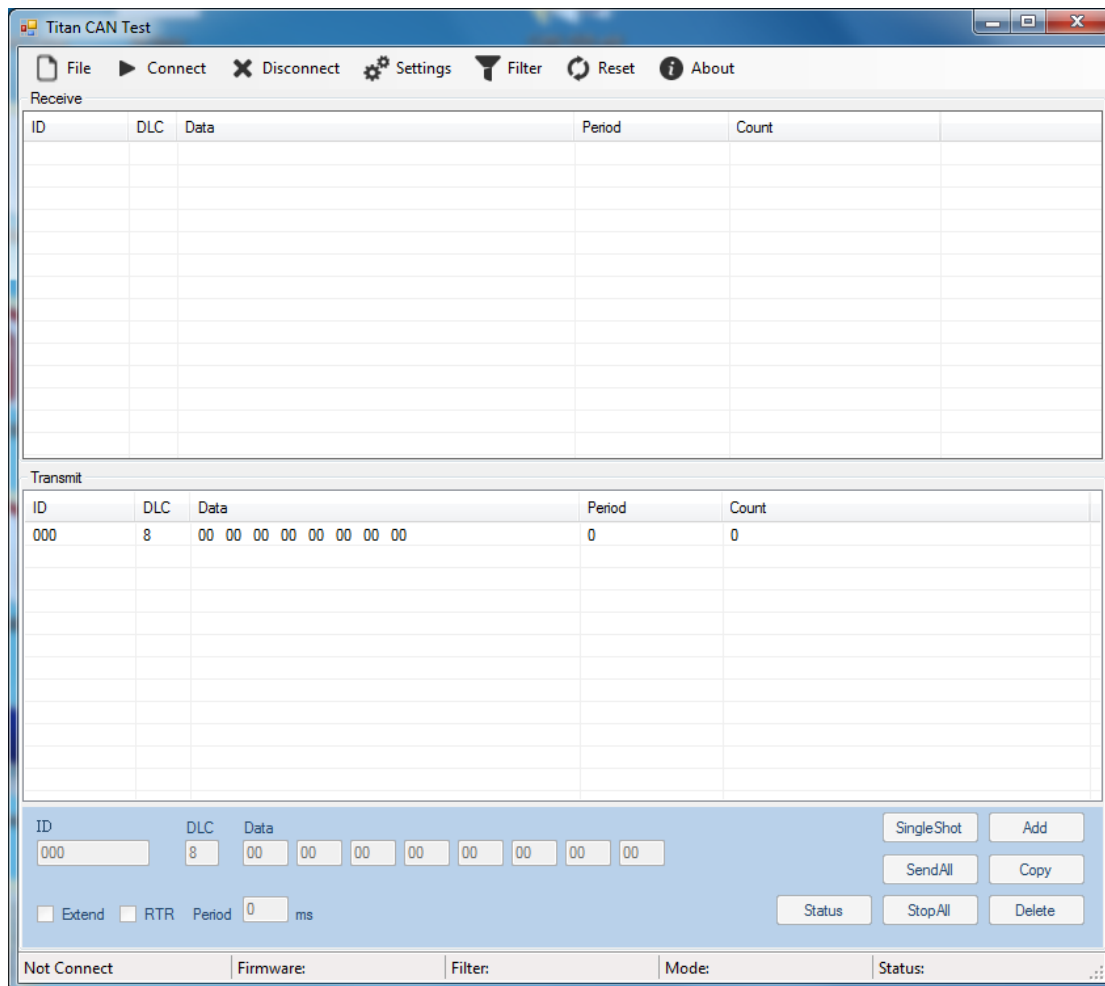 Titan CAN Test
File Connect Disconnect Settings Filter Reset About
Receive
ID DLC Data Period Count
Transmit
ID DLC Data Period Count
000 8 00 00 00 00 00 00 00 00 0 0
ID DLC Data
000 8 00 00 00 00 00 00 00 00
SingleShot Add
SendAll Copy
Extend RTR Period 0 ms
Status StopAll Delete
Not Connect Firmware: Filter: Mode: Status: